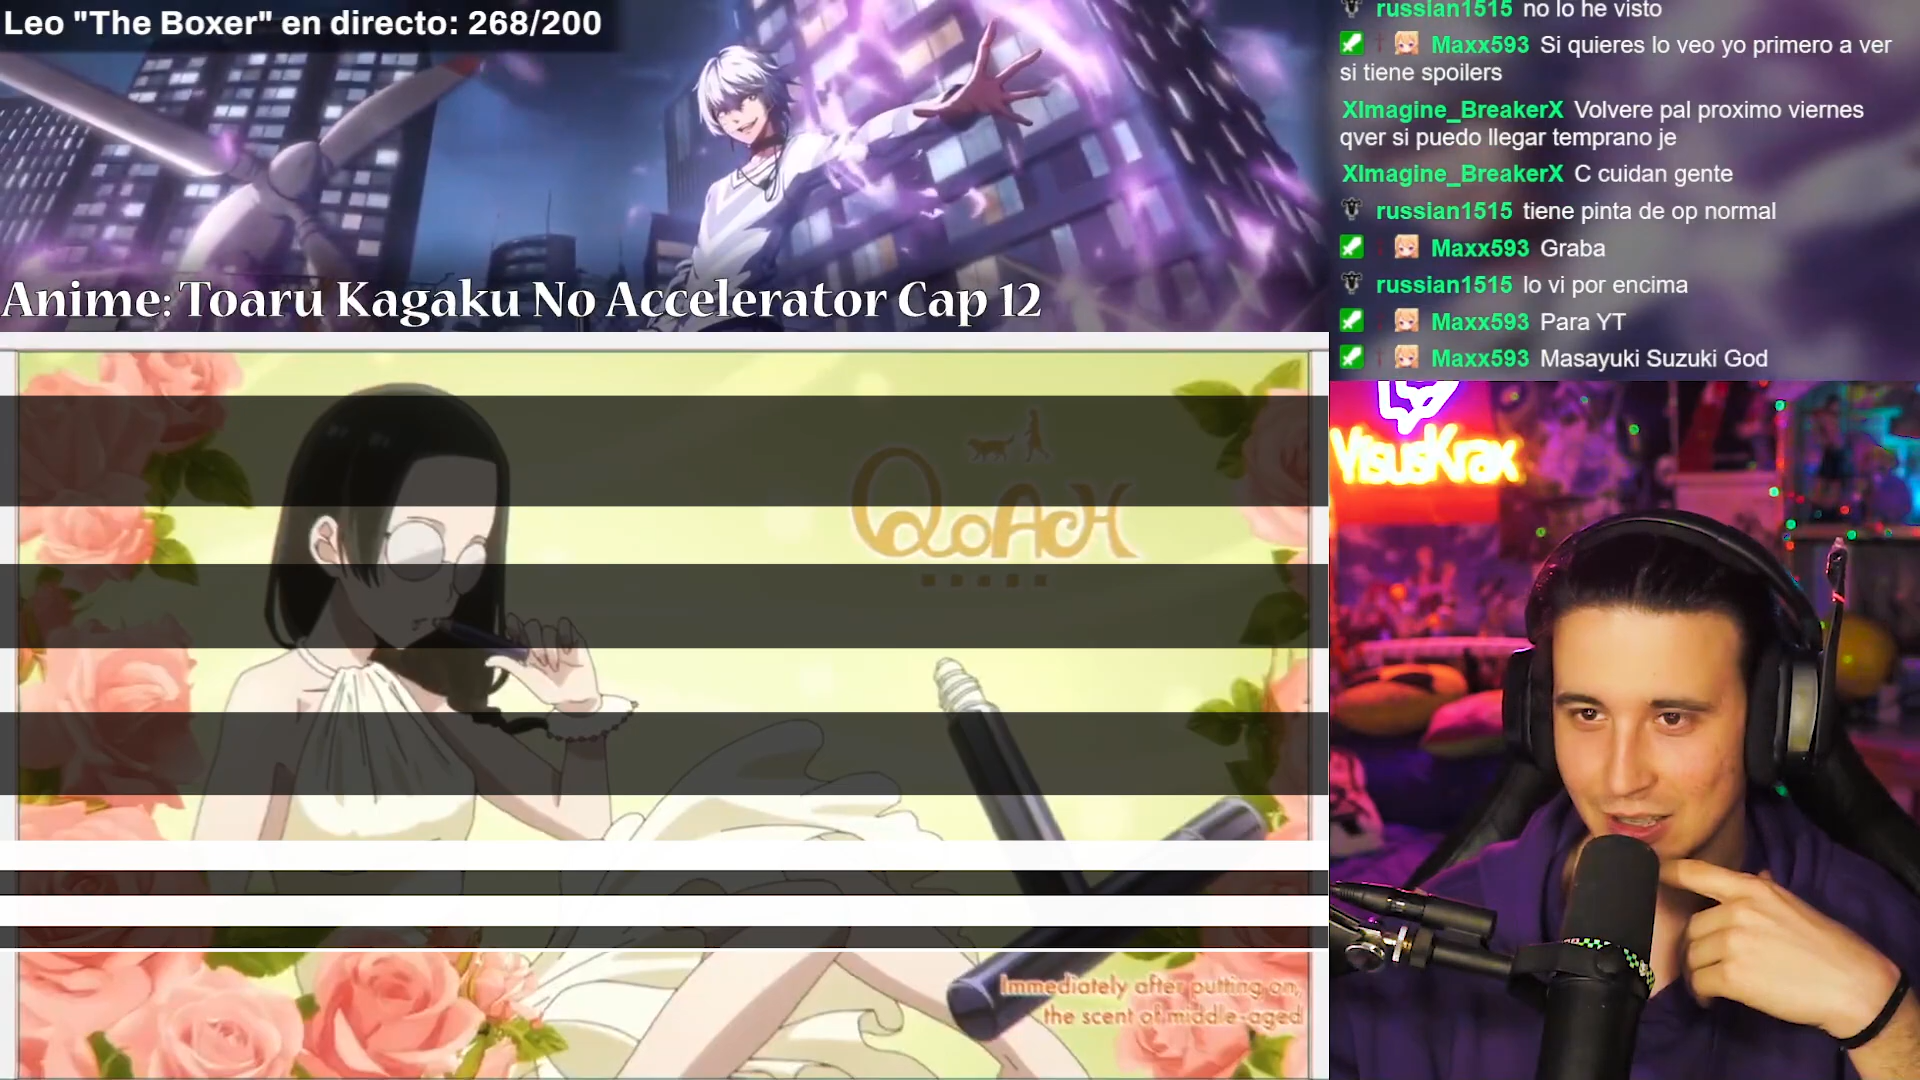 Leo "The Boxer" en directo: 268/200
Anime: Toaru Kagaku No Accelerator Cap 12
QoAcH
Immediately after putting on,
the scent of middle-aged
russian1515 no lo he visto
Maxx593 Si quieres lo veo yo primero a ver
si tiene spoilers
XImagine_BreakerX Volvere pal proximo viernes
qver si puedo llegar temprano je
XImagine_BreakerX C cuidan gente
russian1515 tiene pinta de op normal
Maxx593 Graba
russian1515 lo vi por encima
Maxx593 Para YT
Maxx593 Masayuki Suzuki God
VisusKrax